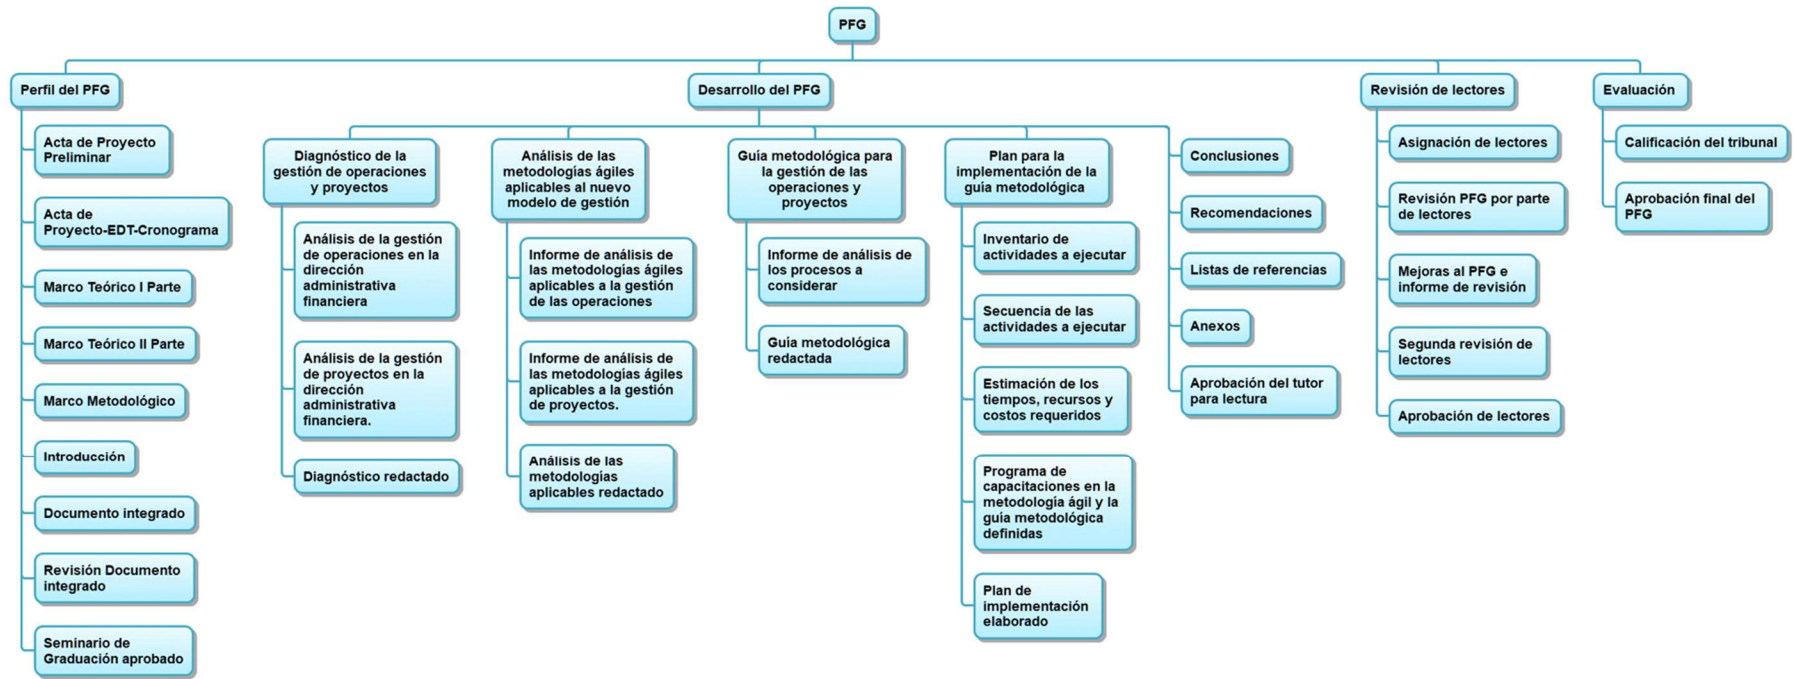 PFG
Perfil del PFG
Acta de Proyecto
Preliminar
Acta de
Proyecto-EDT-Cronograma
Marco Teórico I Parte
Marco Teórico II Parte
Marco Metodológico
Introducción
Documento integrado
Revisión Documento
integrado
Seminario de
Graduación aprobado
Desarrollo del PFG
Diagnóstico de la
gestión de operaciones
y proyectos
Análisis de la gestión
de operaciones en la
dirección
administrativa
financiera
Análisis de la gestión
de proyectos en la
dirección
administrativa
financiera.
Diagnóstico redactado
Análisis de las
metodologías ágiles
aplicables al nuevo
modelo de gestión
Informe de análisis de
las metodologías ágiles
aplicables a la gestión
de las operaciones
Informe de análisis de
las metodologías ágiles
aplicables a la gestión
de proyectos.
Análisis de las
metodologías
aplicables redactado
Guía metodológica para
la gestión de las
operaciones y
proyectos
Informe de análisis de
los procesos a
considerar
Guia metodológica
redactada
Plan para la
implementación de la
guía metodológica
Inventario de
actividades a ejecutar
Secuencia de las
actividades a ejecutar
Estimación de los
tiempos, recursos y
costos requeridos
Programa de
capacitaciones en la
metodología ágil y la
guía metodológica
definidas
Plan de
implementación
elaborado
Conclusiones
Recomendaciones
Listas de referencias
Anexos
Aprobación del tutor
para lectura
Revisión de lectores
Asignación de lectores
Revisión PFG por parte
de lectores
Mejoras al PFG e
informe de revisión
Segunda revisión de
lectores
Aprobación de lectores
Evaluación
Calificación del tribunal
Aprobación final del
PFG